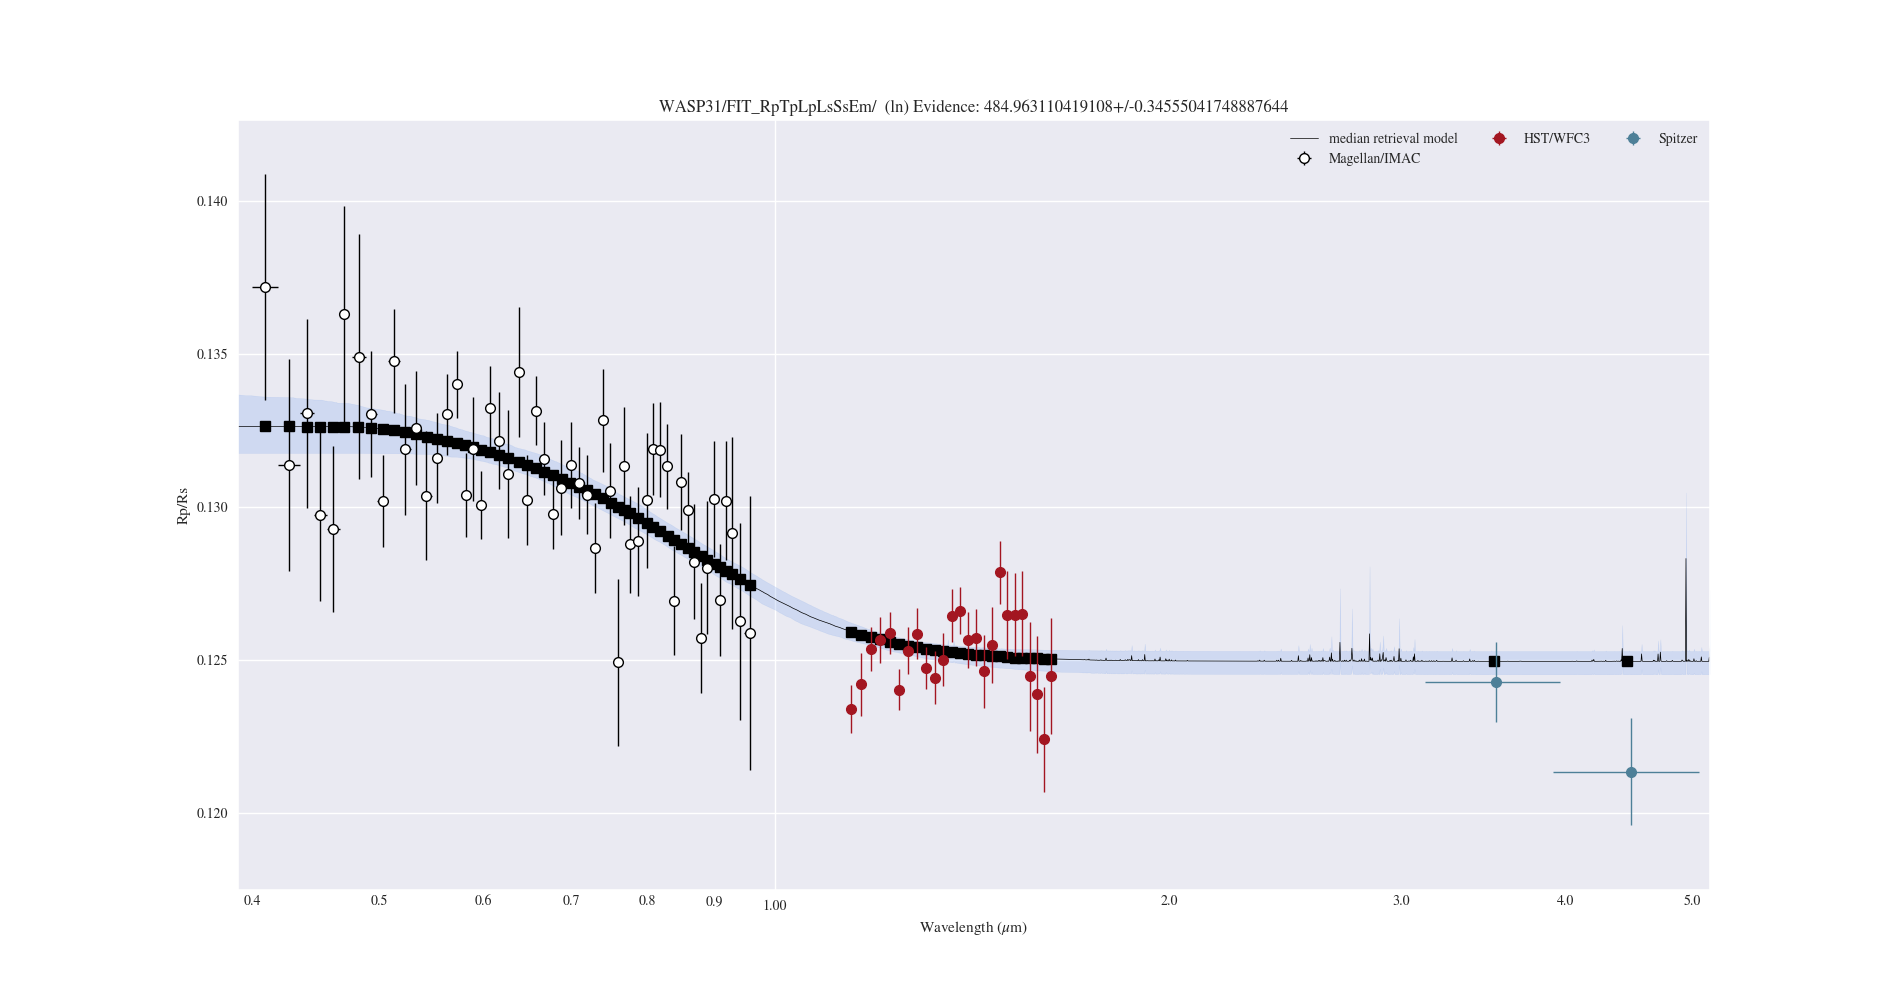 WASP31/FIT_RpTpLpLsSsEm/ (ln) Evidence: 484.963110419108+/-0.34555041748887644
median retrieval model
Magellan/IMAC
HST/WFC3
Spitzer
0.140
0.135
0.130
0.125
0.120
Rp/Rs
0.4 0.5 0.6 0.7 0.8 0.9 1.00 2.0 3.0 4.0 5.0
Wavelength (μm)